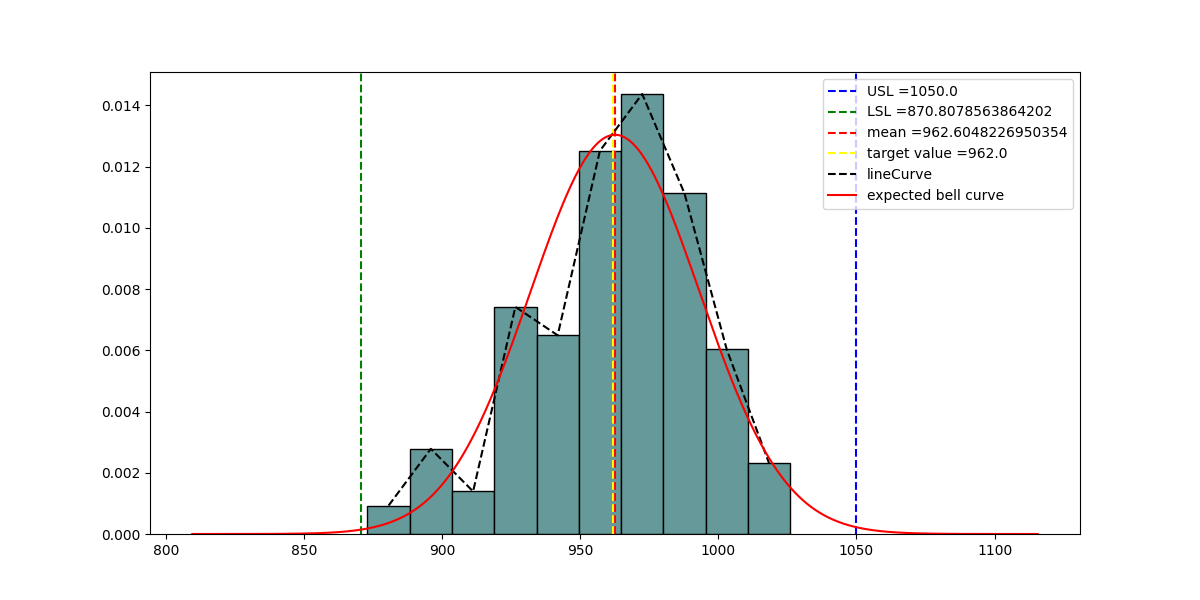 0.014
0.012
0.010
0.008
0.006
0.004
0.002
0.000
800
850
900
950
1000
1050
1100
USL =1050.0
LSL =870.8078563864202
mean =962.6048226950354
target value =962.0
lineCurve
expected bell curve